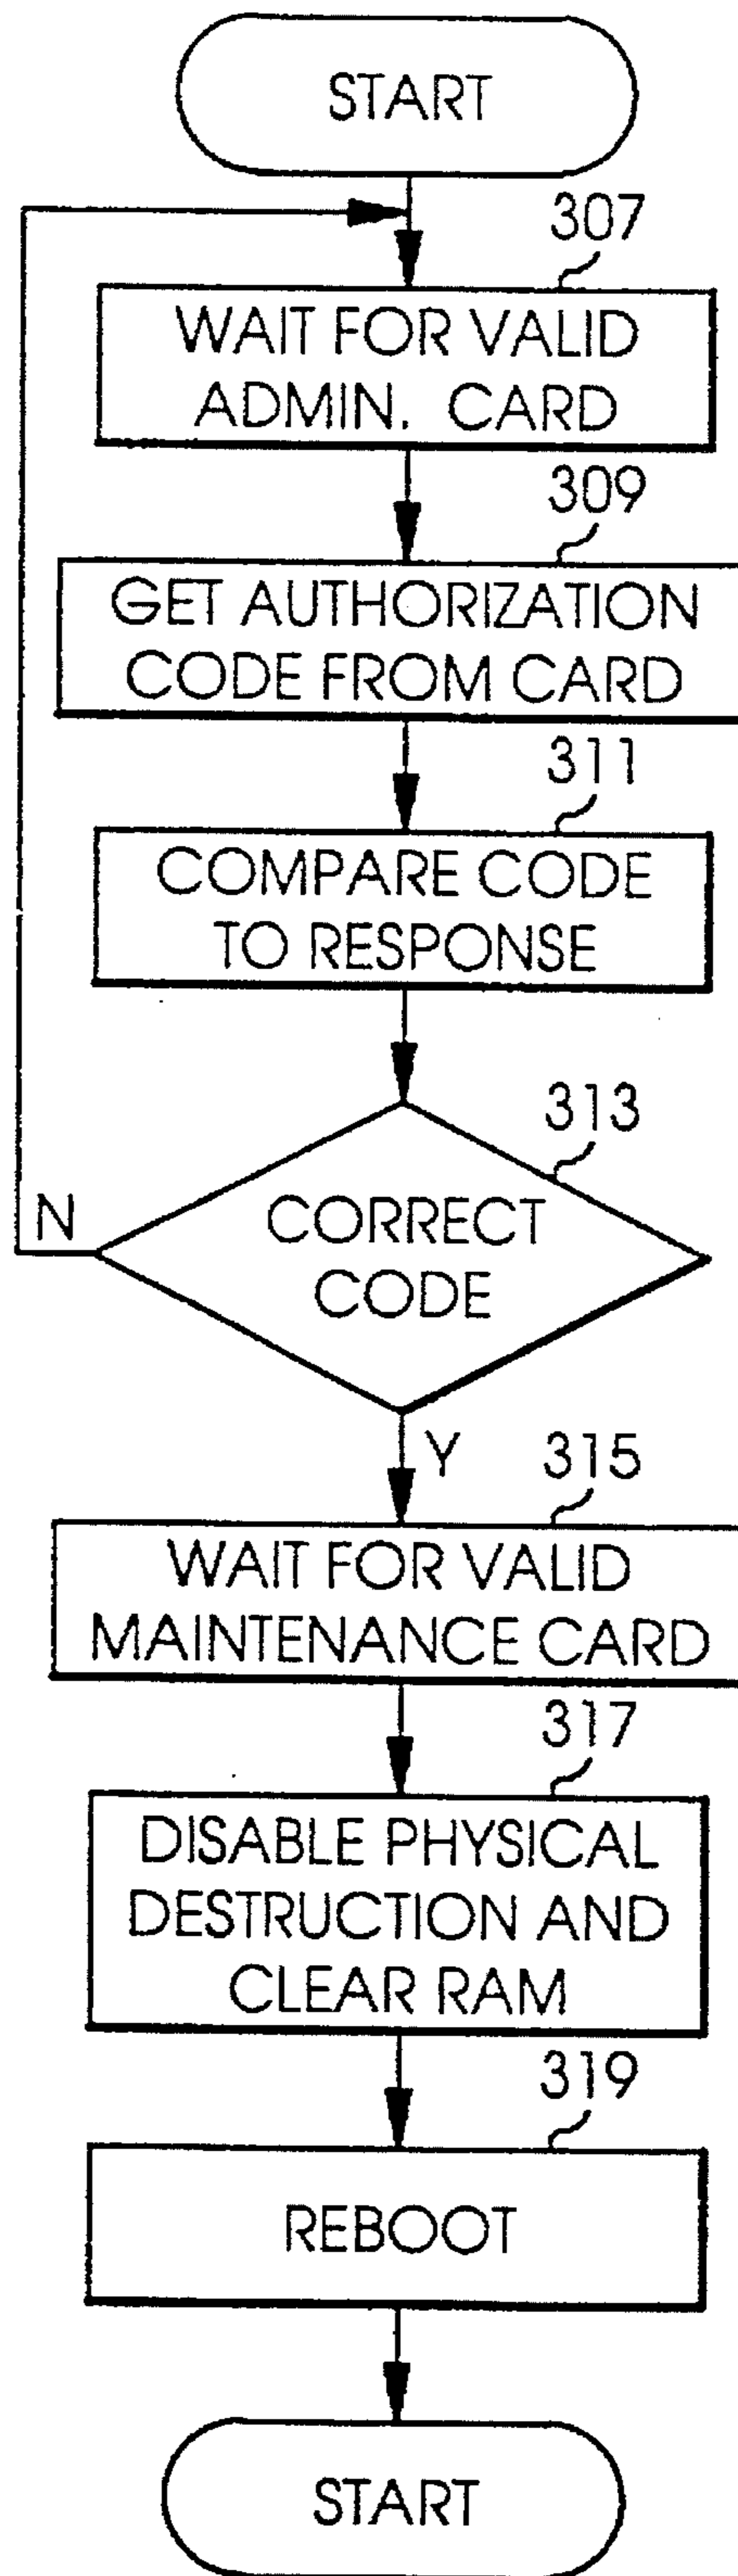 START
307
WAIT FOR VALID
ADMIN. CARD
309
GET AUTHORIZATION
CODE FROM CARD
311
COMPARE CODE
TO RESPONSE
313
CORRECT
CODE
N
Y
315
WAIT FOR VALID
MAINTENANCE CARD
317
DISABLE PHYSICAL
DESTRUCTION AND
CLEAR RAM
319
REBOOT
START